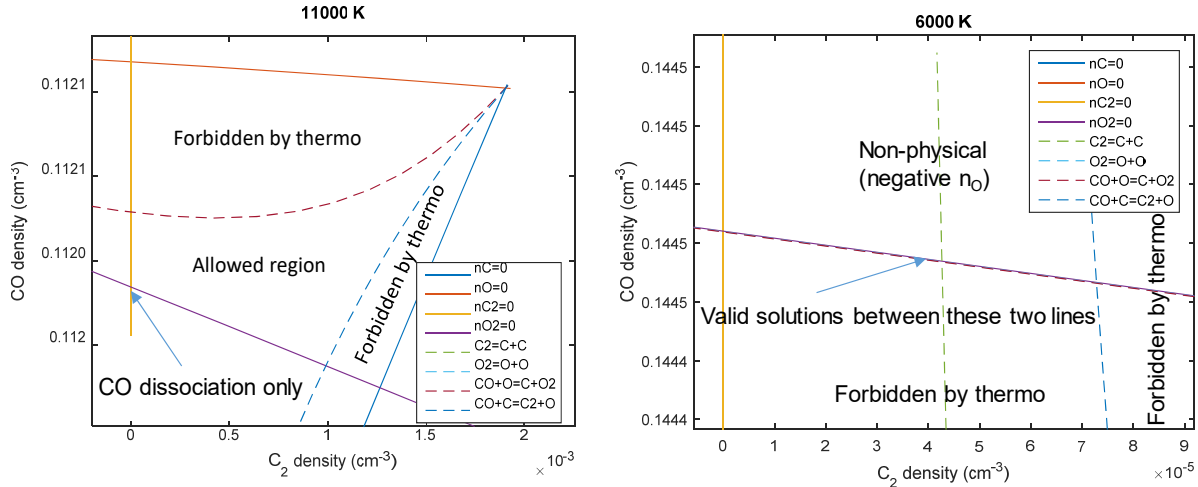 11000 K
CO density (cm-3)
0.11221
0.11221
0.11220
0.1122
Forbidden by thermo
Allowed region
Forbidden by thermo
CO dissociation only
nC=0
nO=0
nC2=0
nO2=0
C2=C+C
O2=O+O
CO+O=C+O2
CO+C=C2+O
0
0.5
1
1.5
2
C2 density (cm-3)
× 10-3
6000 K
CO density (cm-3)
0.1445
0.1445
0.1445
0.1445
0.1445
0.1444
0.1444
Non-physical
(negative nO)
Valid solutions between these two lines
Forbidden by thermo
Forbidden by thermo
nC=0
nO=0
nC2=0
nO2=0
C2=C+C
O2=O+O
CO+O=C+O2
CO+C=C2+O
0
1
2
3
4
5
6
7
8
9
C2 density (cm-3)
×10-5